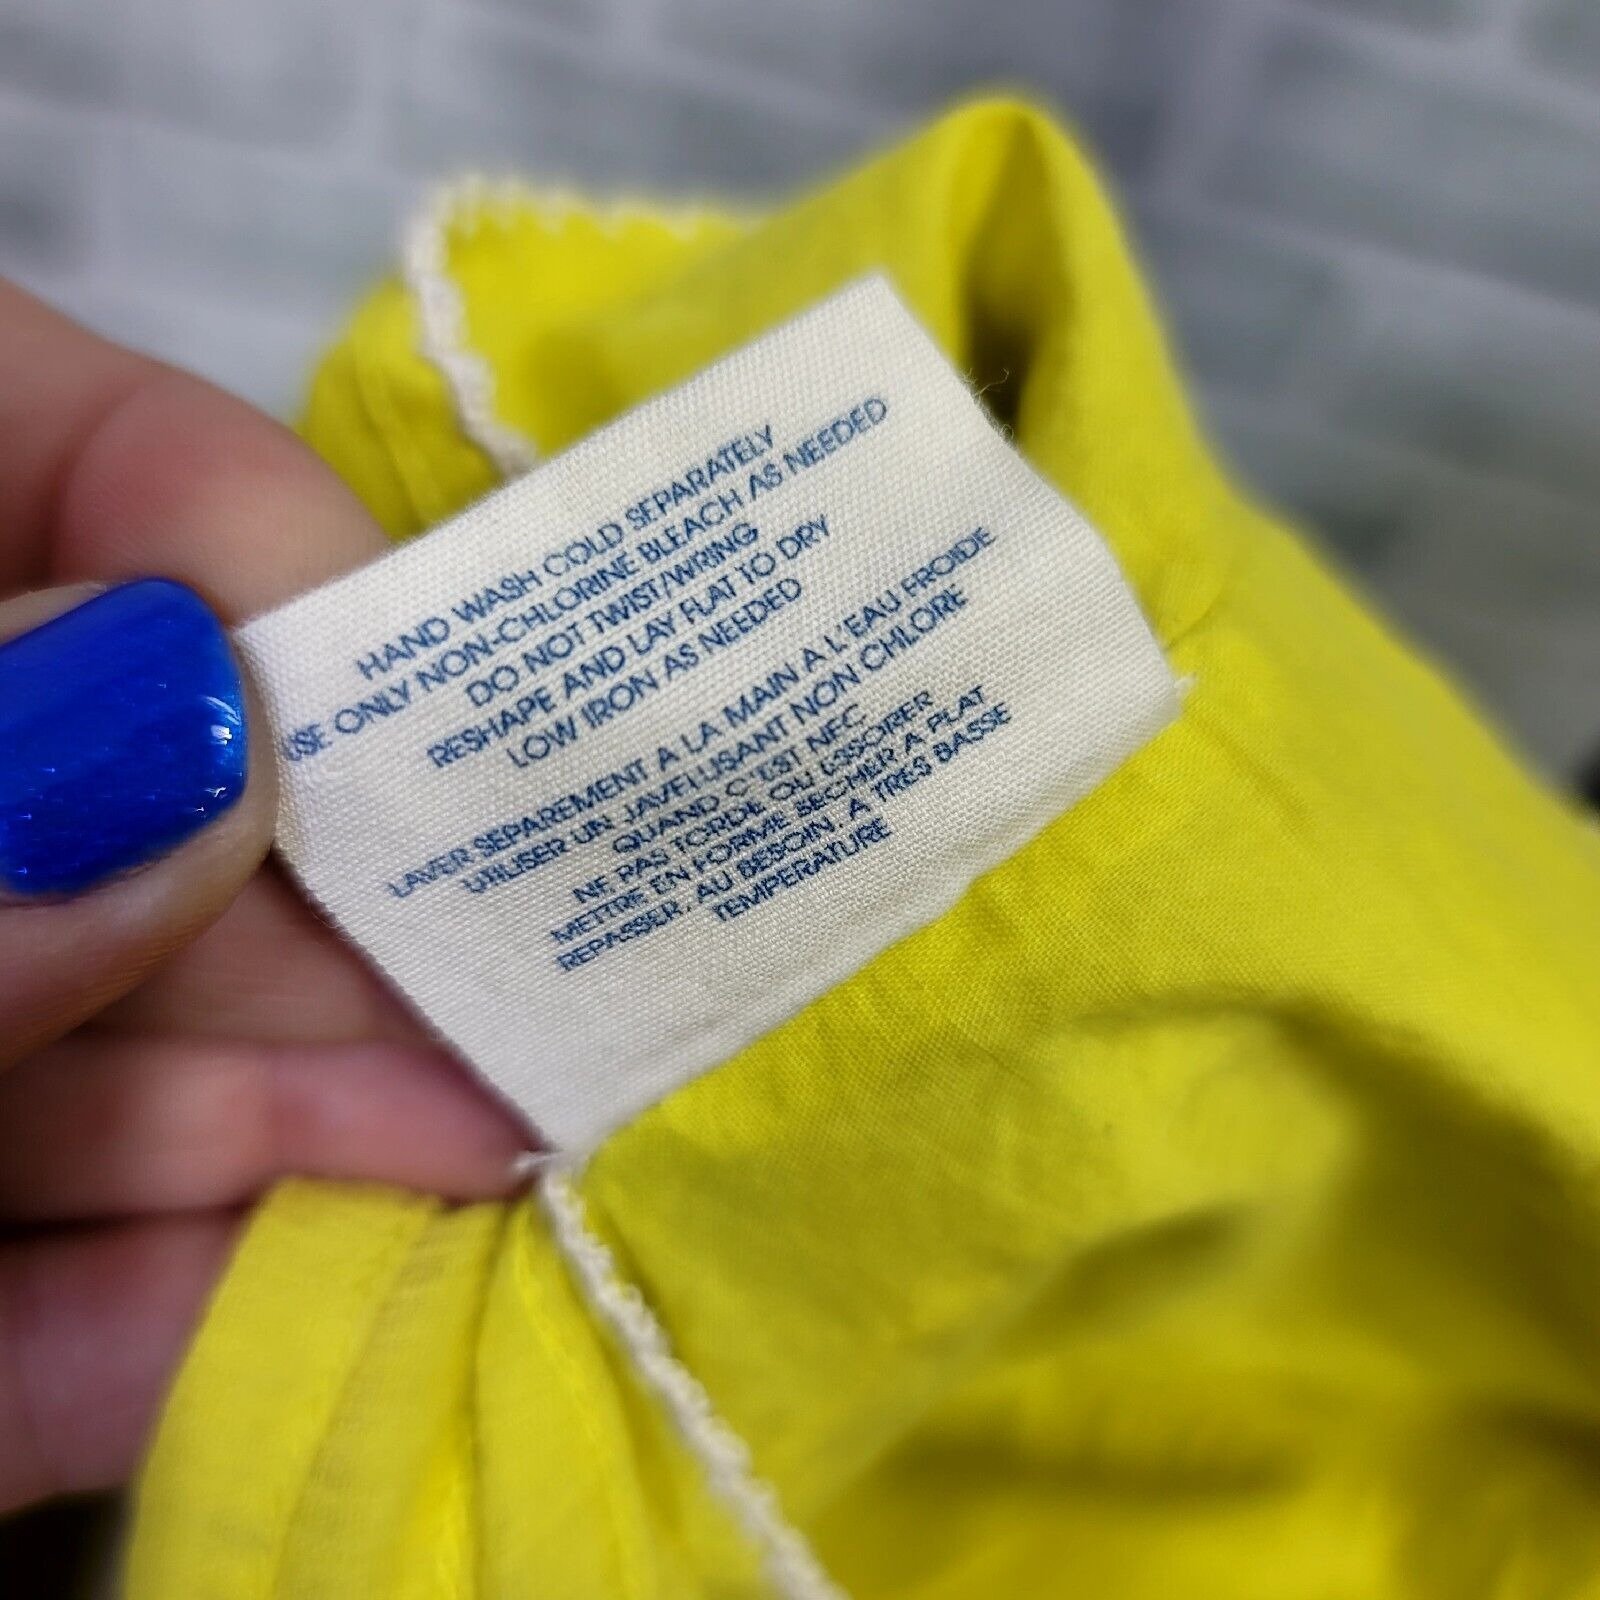 HAND WASH COLD SEPARATELY
USE ONLY NON-CHLORINE BLEACH AS NEEDED
DO NOT TWIST/WRING
RESHAPE AND LAY FLAT TO DRY
LOW IRON AS NEEDED
LAVER SEPAREMENT A LA MAIN A L'EAU FROIDE
UTILISER UN JAVELLISANT NON CHLORE
QUAND C'EST NEC
NE PAS TORDE OU ESSORER
METTRE EN FORME SECHER A PLAT
REPASSER, AU BESOIN, A TRES BASSE
TEMPERATURE